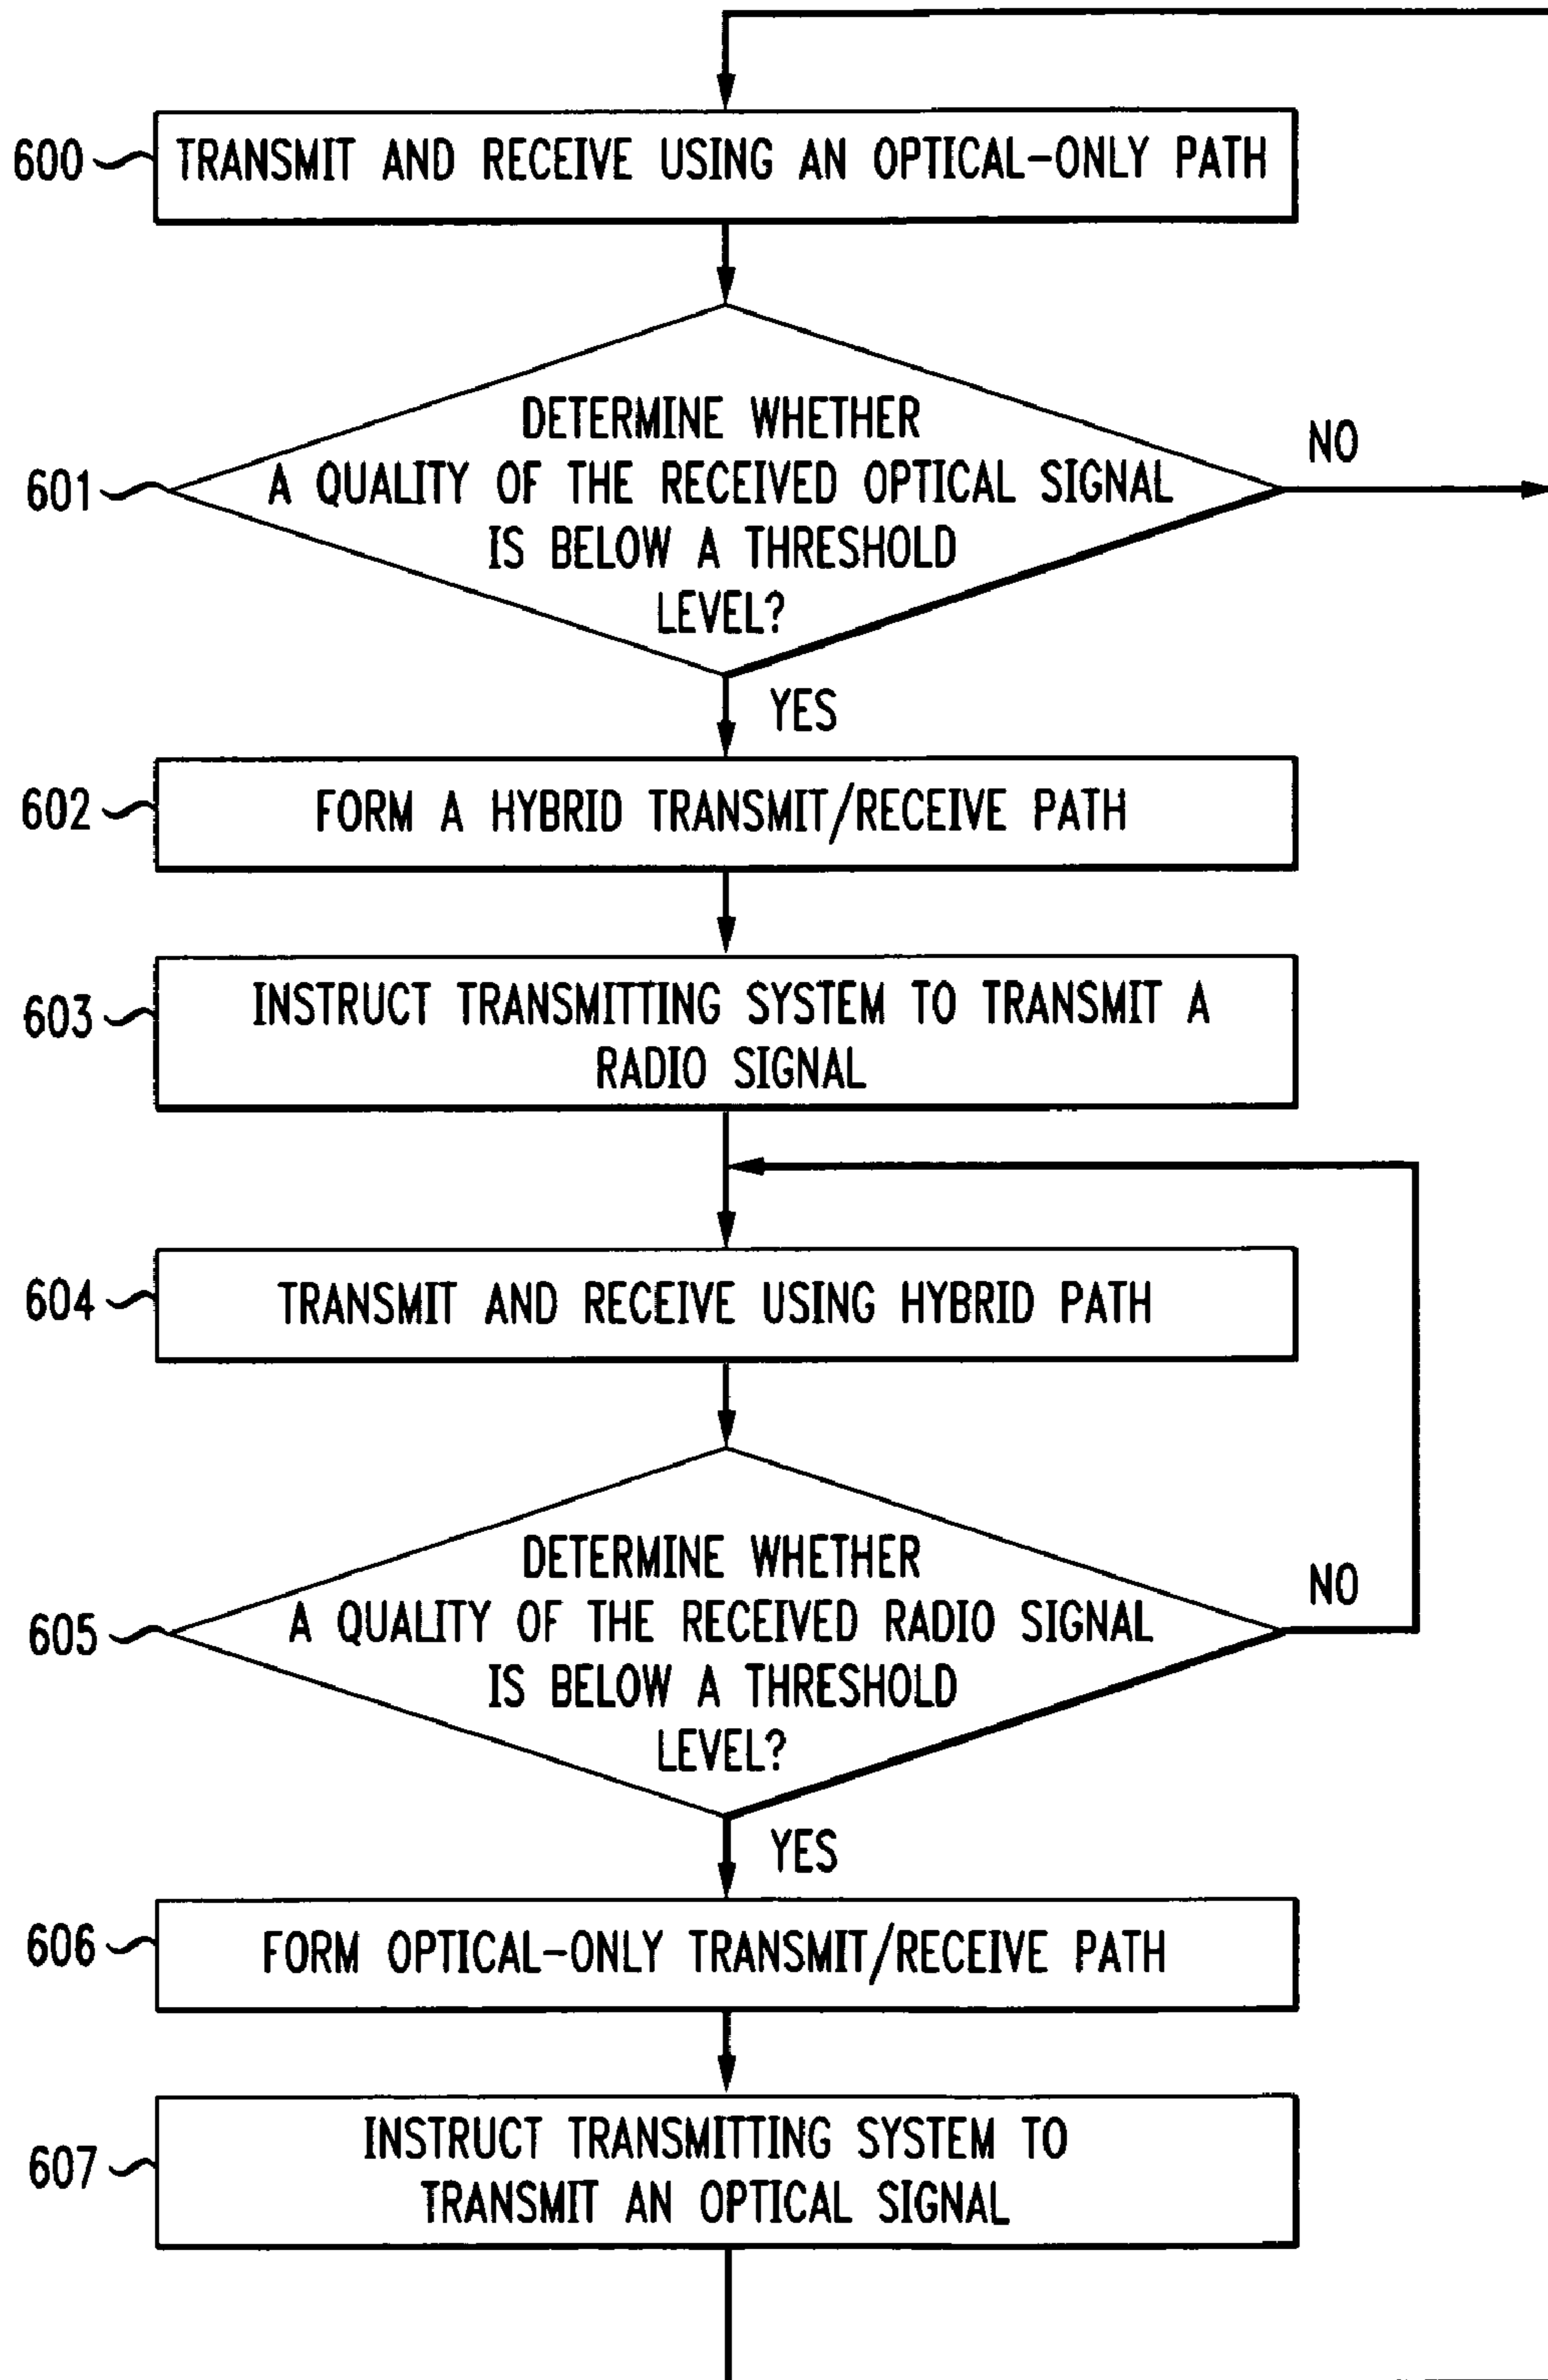 600
TRANSMIT AND RECEIVE USING AN OPTICAL-ONLY PATH
601
DETERMINE WHETHER
A QUALITY OF THE RECEIVED OPTICAL SIGNAL
IS BELOW A THRESHOLD
LEVEL?
NO
YES
602
FORM A HYBRID TRANSMIT/RECEIVE PATH
603
INSTRUCT TRANSMITTING SYSTEM TO TRANSMIT A
RADIO SIGNAL
604
TRANSMIT AND RECEIVE USING HYBRID PATH
605
DETERMINE WHETHER
A QUALITY OF THE RECEIVED RADIO SIGNAL
IS BELOW A THRESHOLD
LEVEL?
NO
YES
606
FORM OPTICAL-ONLY TRANSMIT/RECEIVE PATH
607
INSTRUCT TRANSMITTING SYSTEM TO
TRANSMIT AN OPTICAL SIGNAL